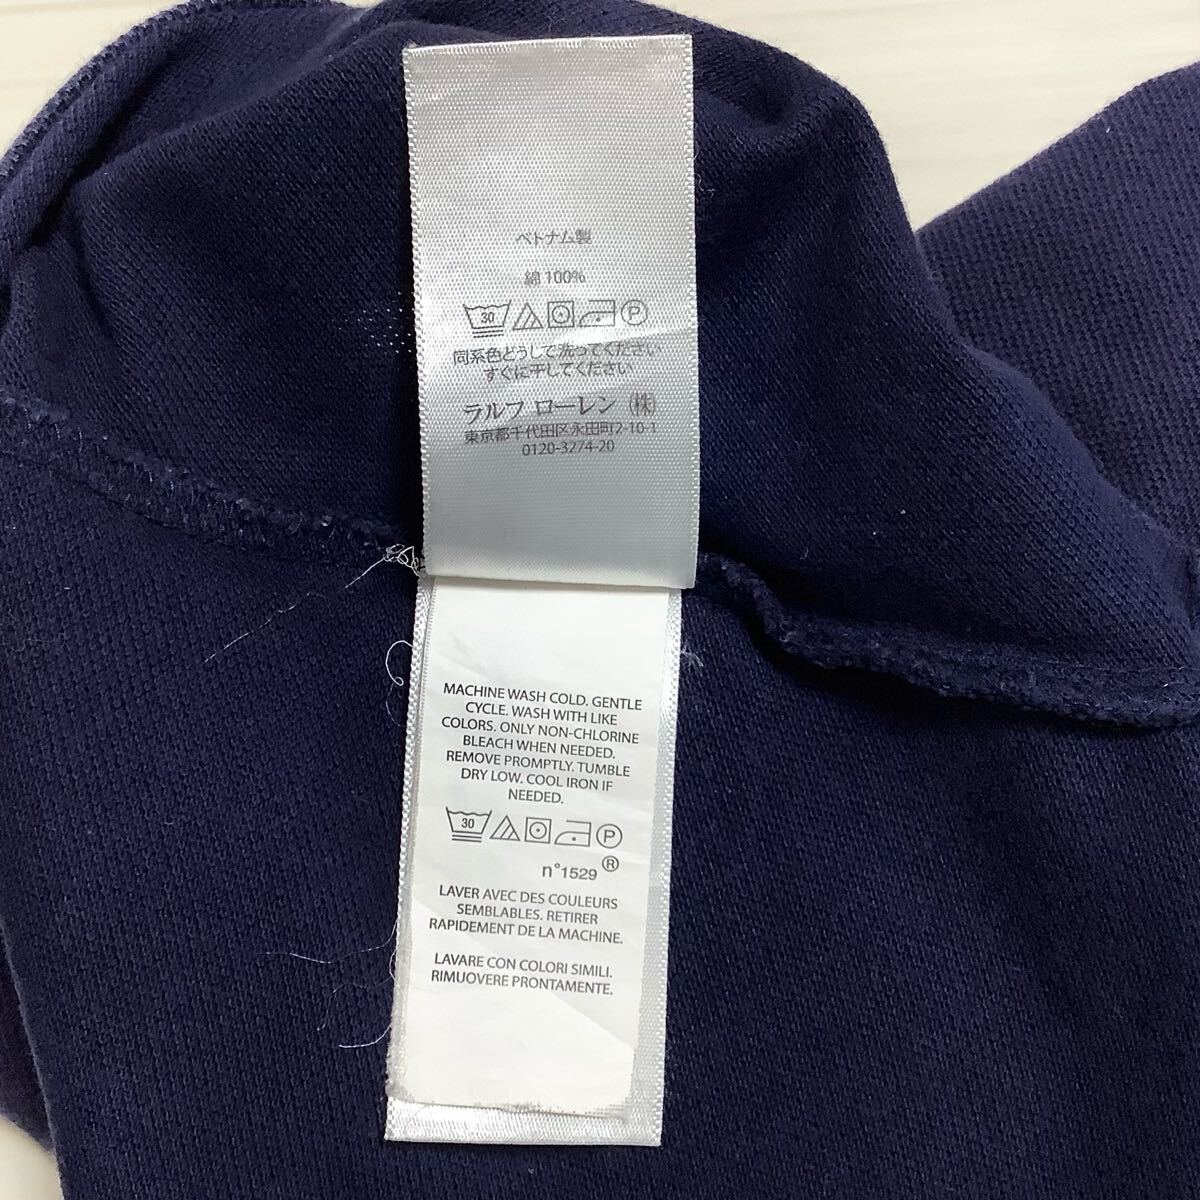 ベトナム製
綿 100%
30 P
同系色どうしで洗ってください
すぐに干してください
ラルフ ローレン (株)
東京都千代田区永田町2-10-1
0120-3274-20
MACHINE WASH COLD. GENTLE
CYCLE. WASH WITH LIKE
COLORS. ONLY NON-CHLORINE
BLEACH WHEN NEEDED.
REMOVE PROMPTLY. TUMBLE
DRY LOW. COOL IRON IF
NEEDED.
30 P
n°1529 ®
LAVER AVEC DES COULEURS
SEMBLABLES. RETIRER
RAPIDEMENT DE LA MACHINE.
LAVARE CON COLORI SIMILI.
RIMUOVERE PRONTAMENTE.